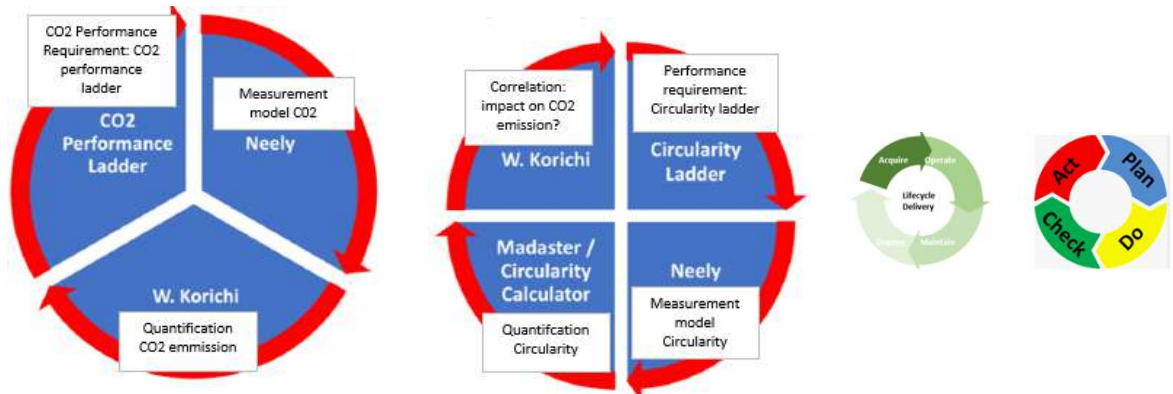 CO2 Performance
Requirement: CO2
performance
ladder
CO2
Performance
Ladder
Measurement
model C02
Neely
W. Korichi
Quantification
CO2 emmission
Correlation:
impact on CO2
emission?
W. Korichi
Performance
requirement:
Circularity ladder
Circularity
Ladder
Madaster /
Circularity
Calculator
Quantifcation
Circularity
Neely
Measurement
model
Circularity
Acquire
Operate
Lifecycle
Delivery
Dispose
Maintain
Act
Plan
Check
Do